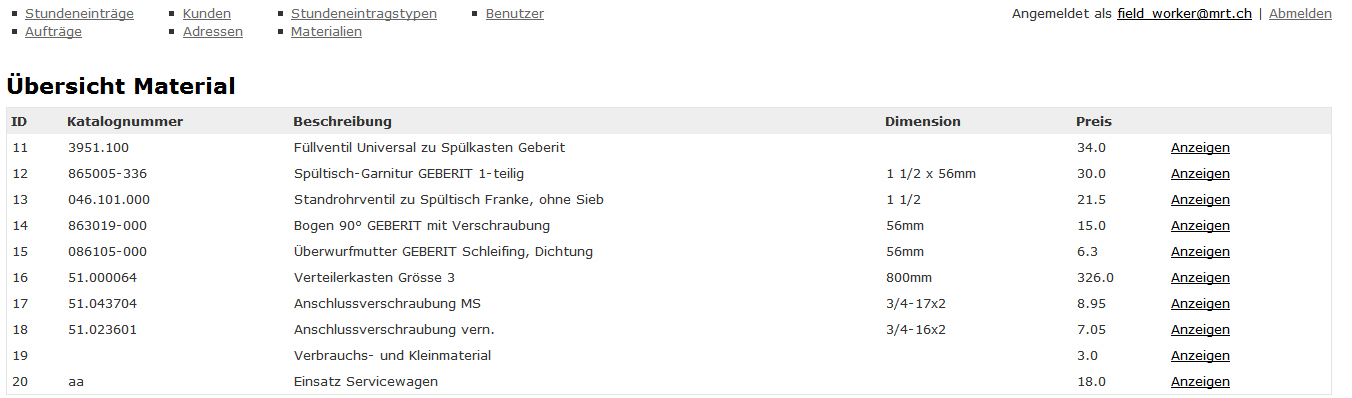 Stundeneinträge Kunden Stundeneintragstypen Benutzer Angemeldet als field_worker@mrt.ch | Abmelden
Aufträge Adressen Materialien
Übersicht Material
ID Katalognummer Beschreibung Dimension Preis
11 3951.100 Füllventil Universal zu Spülkasten Geberit 34.0 Anzeigen
12 865005-336 Spültisch-Garnitur GEBERIT 1-teilig 1 1/2 x 56mm 30.0 Anzeigen
13 046.101.000 Standrohrventil zu Spültisch Franke, ohne Sieb 1 1/2 21.5 Anzeigen
14 863019-000 Bogen 90° GEBERIT mit Verschraubung 56mm 15.0 Anzeigen
15 086105-000 Überwurfmutter GEBERIT Schleifing, Dichtung 56mm 6.3 Anzeigen
16 51.000064 Verteilerkasten Grösse 3 800mm 326.0 Anzeigen
17 51.043704 Anschlussverschraubung MS 3/4-17x2 8.95 Anzeigen
18 51.023601 Anschlussverschraubung vern. 3/4-16x2 7.05 Anzeigen
19 Verbrauchs- und Kleinmaterial 3.0 Anzeigen
20 aa Einsatz Servicewagen 18.0 Anzeigen